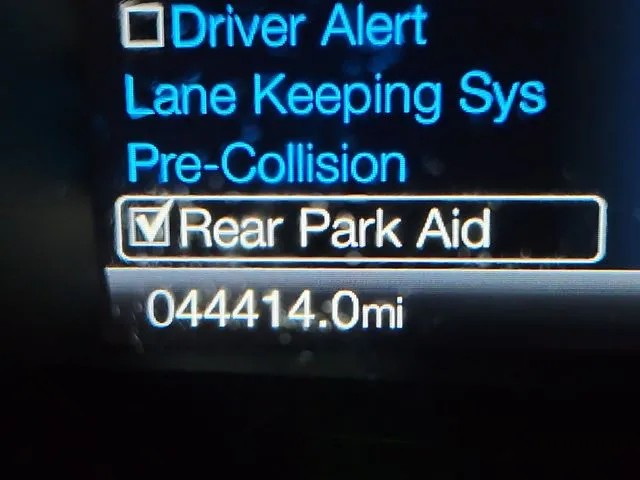 Driver Alert
Lane Keeping Sys
Pre-Collision
Rear Park Aid
044414.0mi